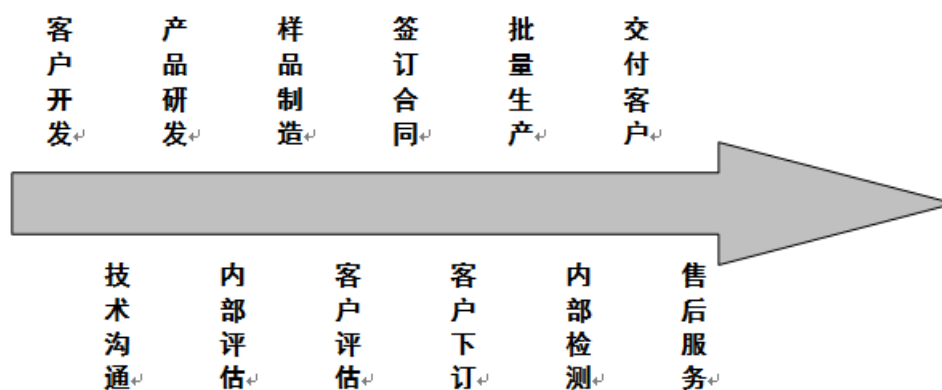 客户开发
产品研发
样品制造
签订合同
批量生产
交付客户
技术沟通
内部评估
客户评估
客户下订
内部检测
售后服务